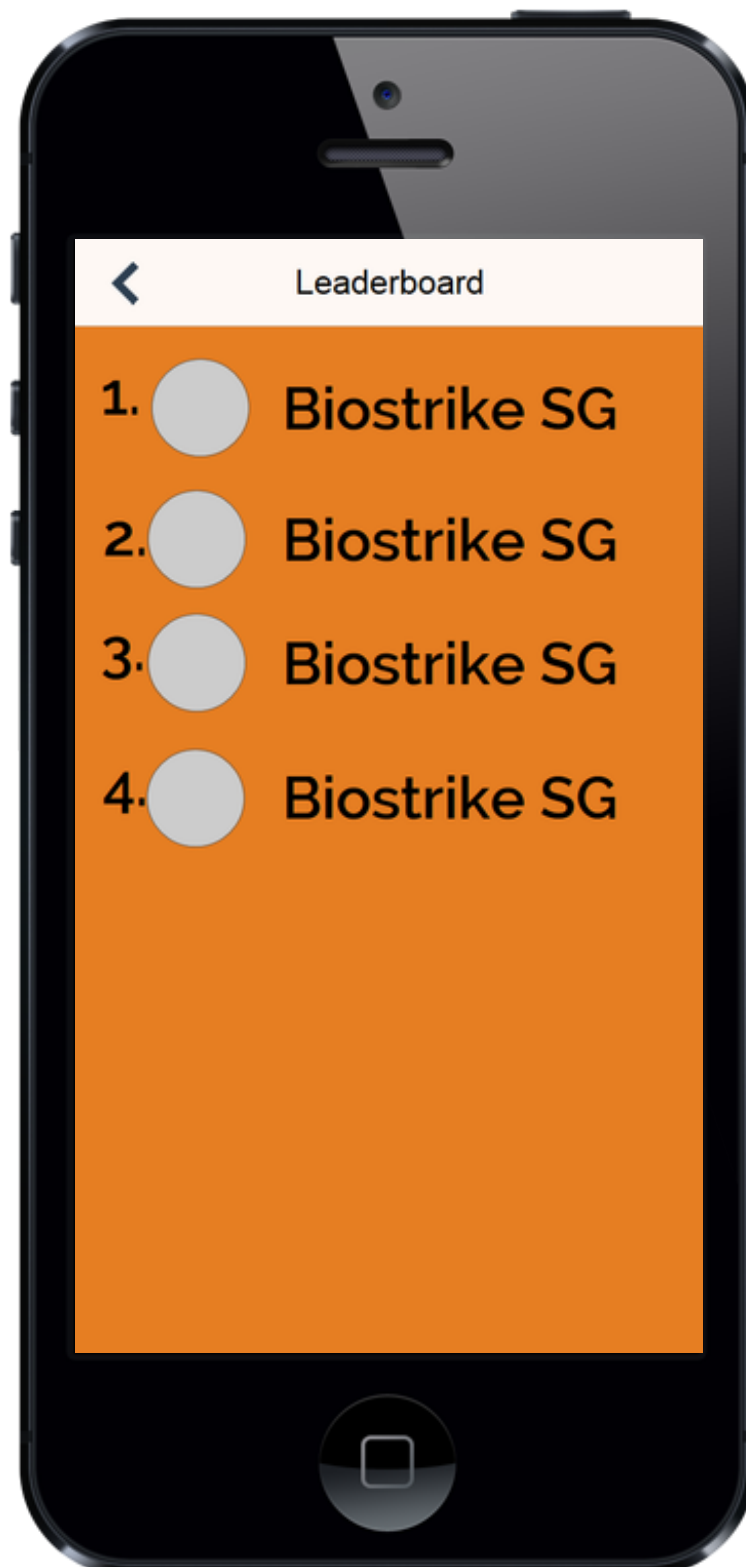 Leaderboard
1. Biostrike SG
2. Biostrike SG
3. Biostrike SG
4. Biostrike SG